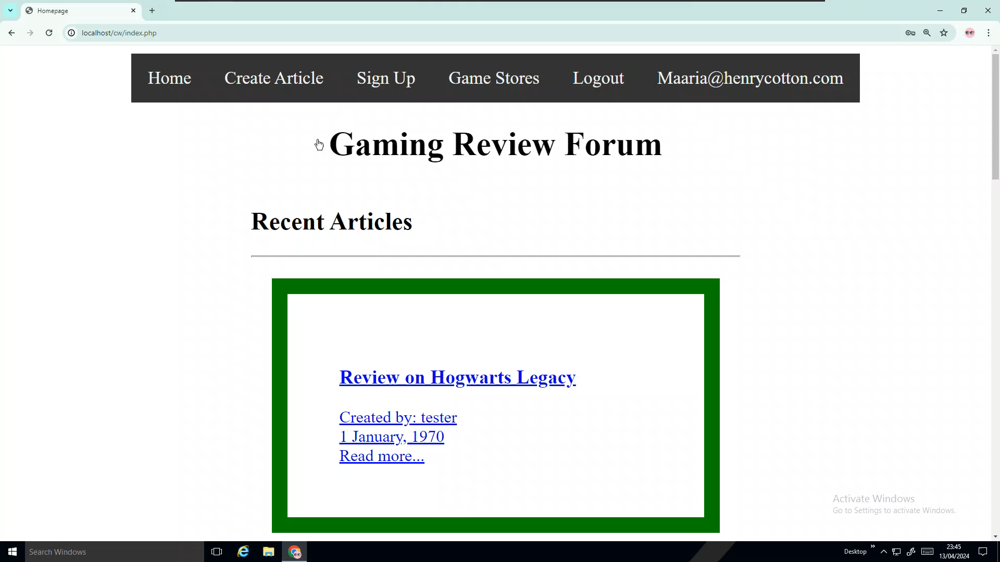 Homepage
localhost/cw/index.php
Home Create Article Sign Up Game Stores Logout Maaria@henrycotton.com
Gaming Review Forum
Recent Articles
Review on Hogwarts Legacy
Created by: tester
1 January, 1970
Read more...
Activate Windows
Go to Settings to activate Windows.
Search Windows
Desktop
23:45
13/04/2024